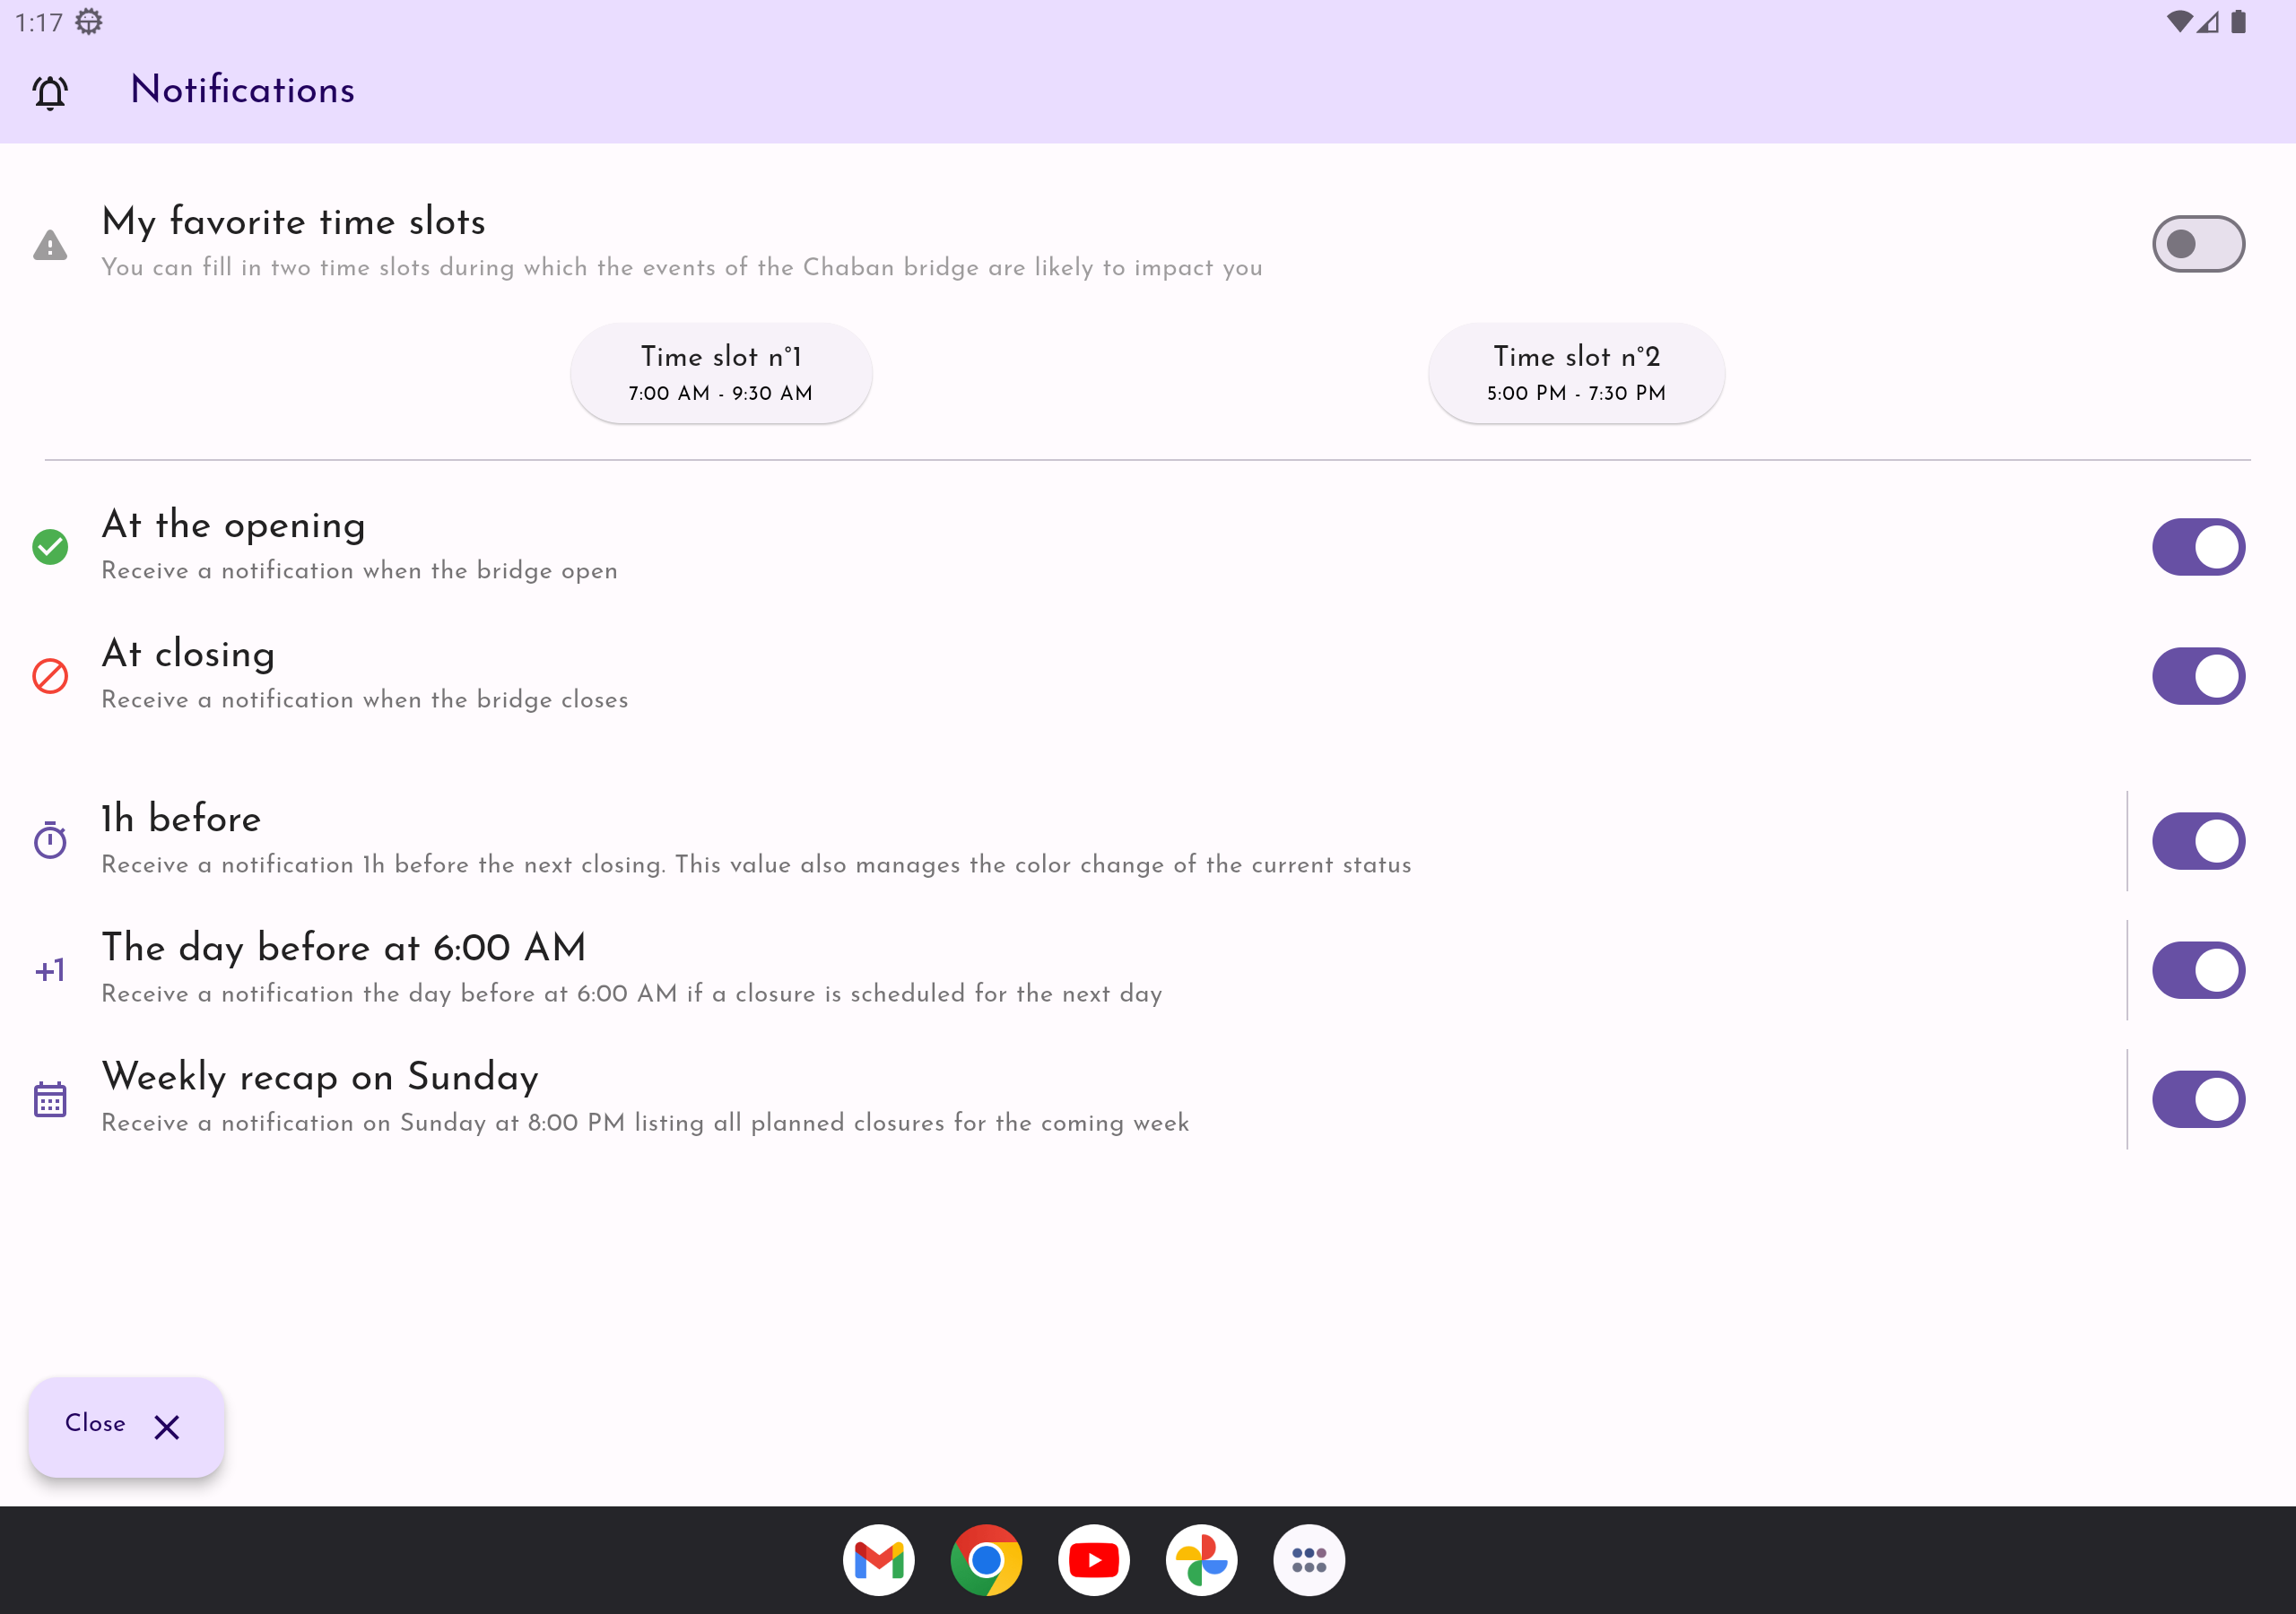 1:17
Notifications
My favorite time slots
You can fill in two time slots during which the events of the Chaban bridge are likely to impact you
Time slot n°1
7:00 AM - 9:30 AM
Time slot n°2
5:00 PM - 7:30 PM
At the opening
Receive a notification when the bridge open
At closing
Receive a notification when the bridge closes
1h before
Receive a notification 1h before the next closing. This value also manages the color change of the current status
+1
The day before at 6:00 AM
Receive a notification the day before at 6:00 AM if a closure is scheduled for the next day
Weekly recap on Sunday
Receive a notification on Sunday at 8:00 PM listing all planned closures for the coming week
Close